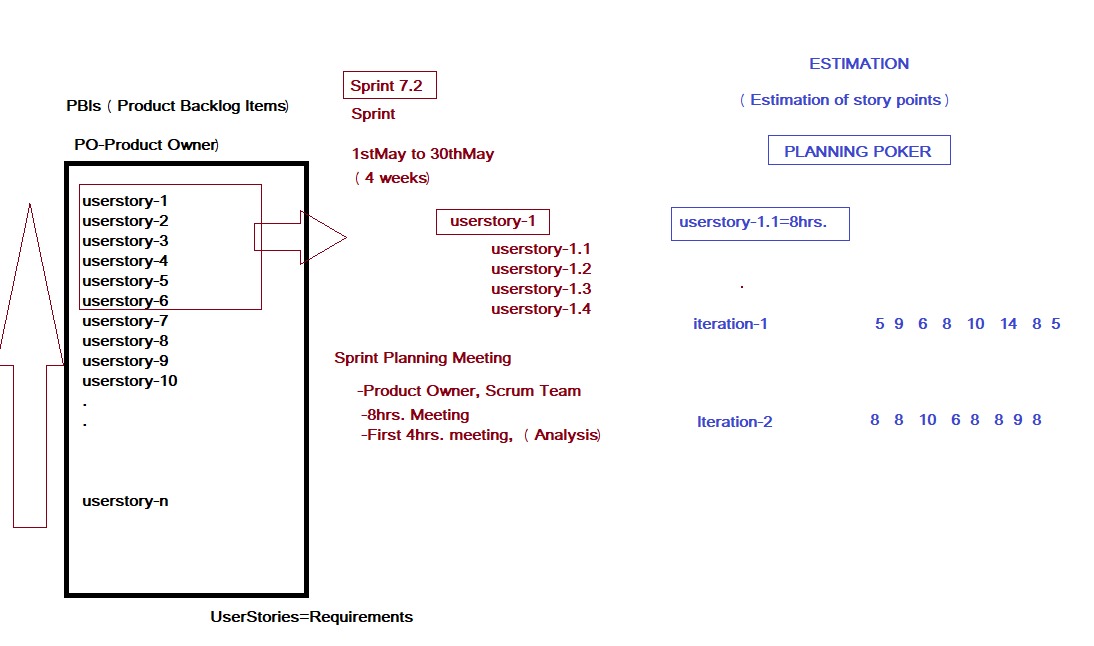 PBIs ( Product Backlog Items)
PO-Product Owner)
userstory-1
userstory-2
userstory-3
userstory-4
userstory-5
userstory-6
userstory-7
userstory-8
userstory-9
userstory-10
.
.
userstory-n
UserStories=Requirements
Sprint 7.2
Sprint
1stMay to 30thMay
( 4 weeks)
userstory-1
userstory-1.1
userstory-1.2
userstory-1.3
userstory-1.4
Sprint Planning Meeting
-Product Owner, Scrum Team
-8hrs. Meeting
-First 4hrs. meeting, ( Analysis)
ESTIMATION
( Estimation of story points )
PLANNING POKER
userstory-1.1=8hrs.
.
iteration-1 5 9 6 8 10 14 8 5
Iteration-2 8 8 10 6 8 8 9 8